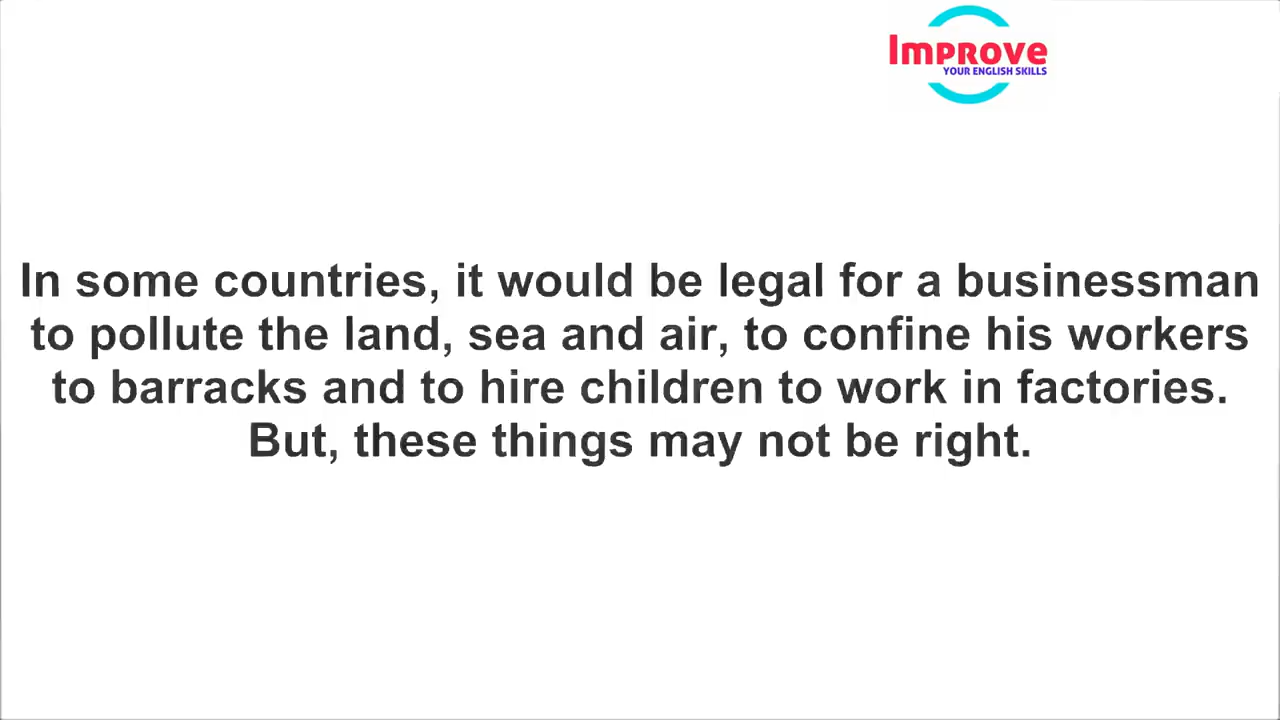 Improve
YOUR ENGLISH SKILLS
In some countries, it would be legal for a businessman
to pollute the land, sea and air, to confine his workers
to barracks and to hire children to work in factories.
But, these things may not be right.